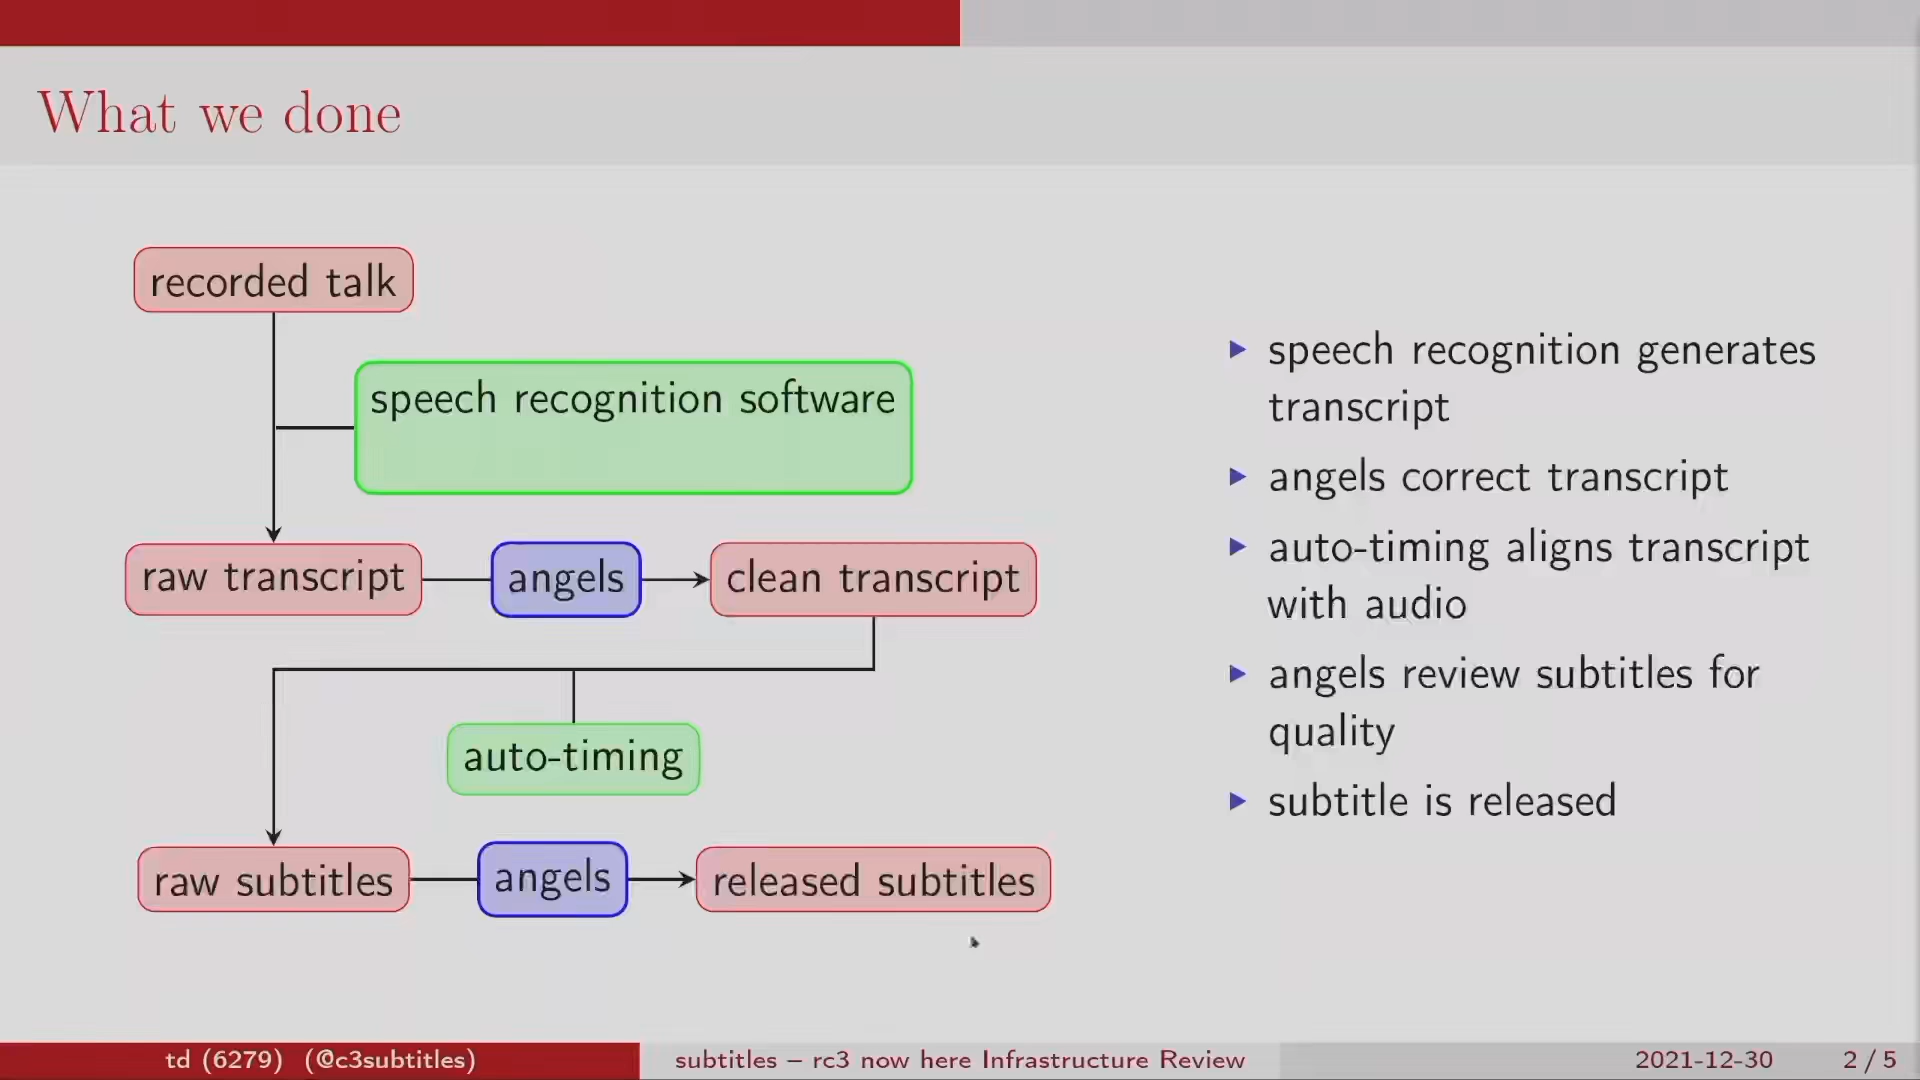 What we done
recorded talk
speech recognition software
raw transcript
angels
clean transcript
auto-timing
raw subtitles
angels
released subtitles
speech recognition generates
transcript
angels correct transcript
auto-timing aligns transcript
with audio
angels review subtitles for
quality
subtitle is released
td (6279) (@c3subtitles)
subtitles – rc3 now here Infrastructure Review
2021-12-30
2 / 5